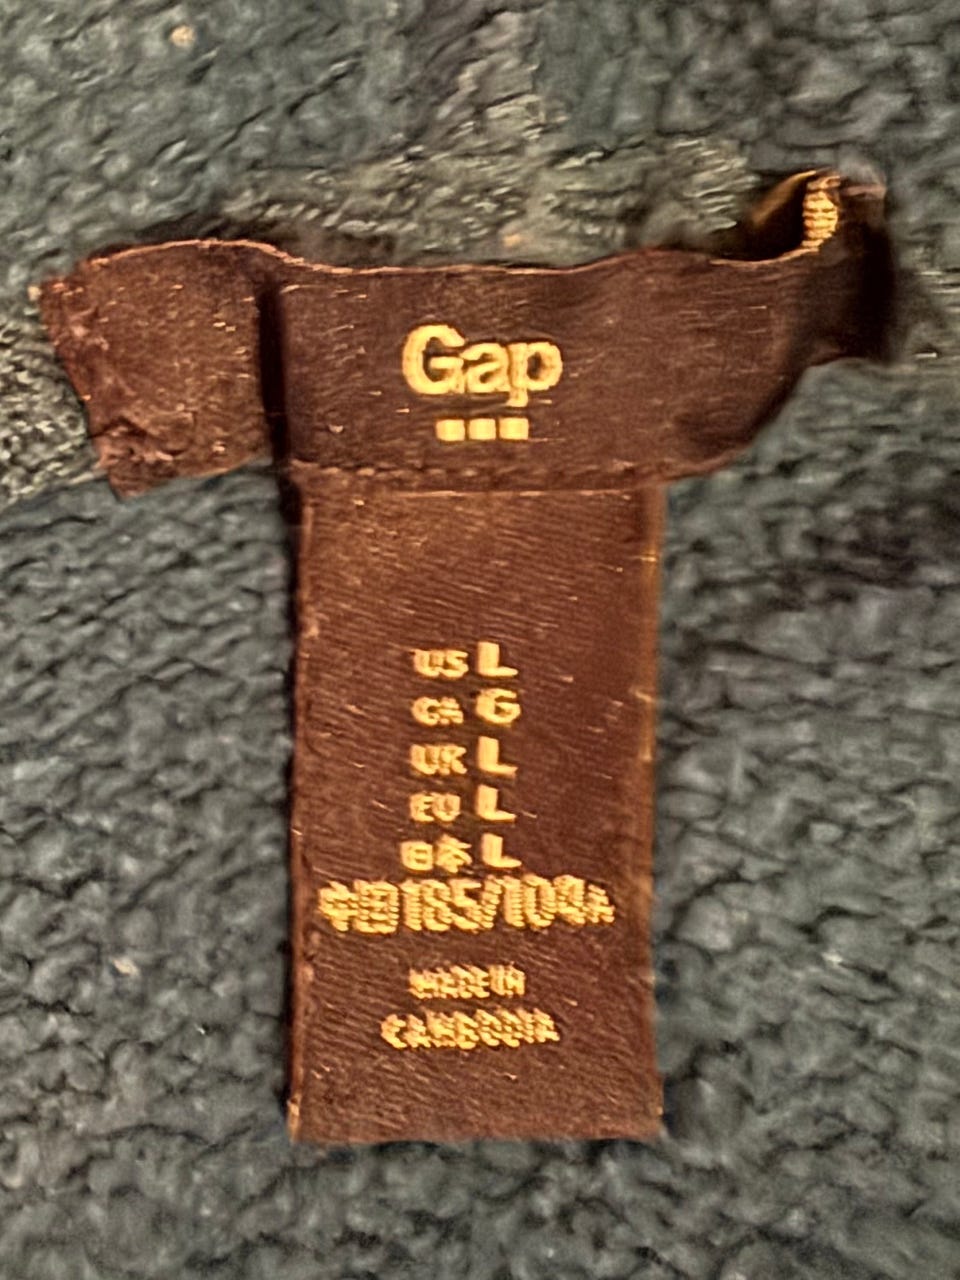 Gap
US L
CA G
UK L
EU L
日本 L
中国 185/104A
MADE IN
CAMBODIA